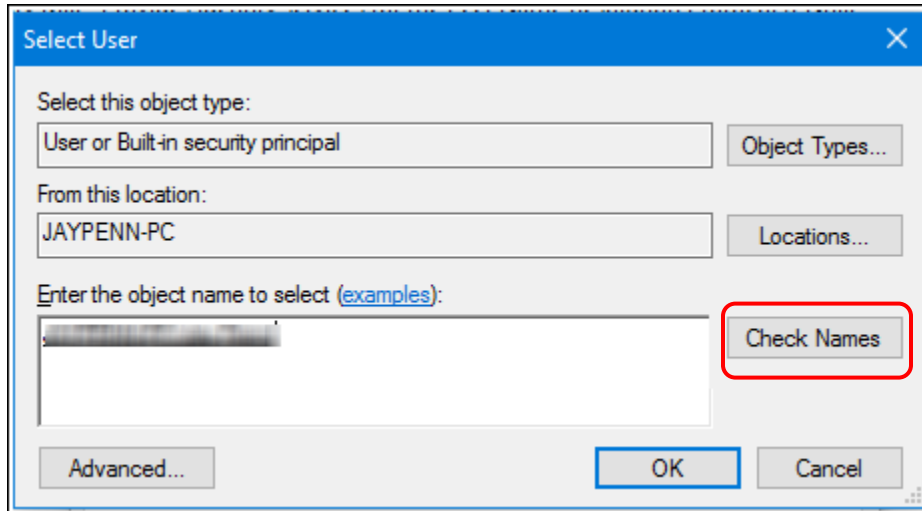 Select User
Select this object type:
User or Built-in security principal
Object Types...
From this location:
JAYPENN-PC
Locations...
Enter the object name to select (examples):
Check Names
Advanced...
OK
Cancel